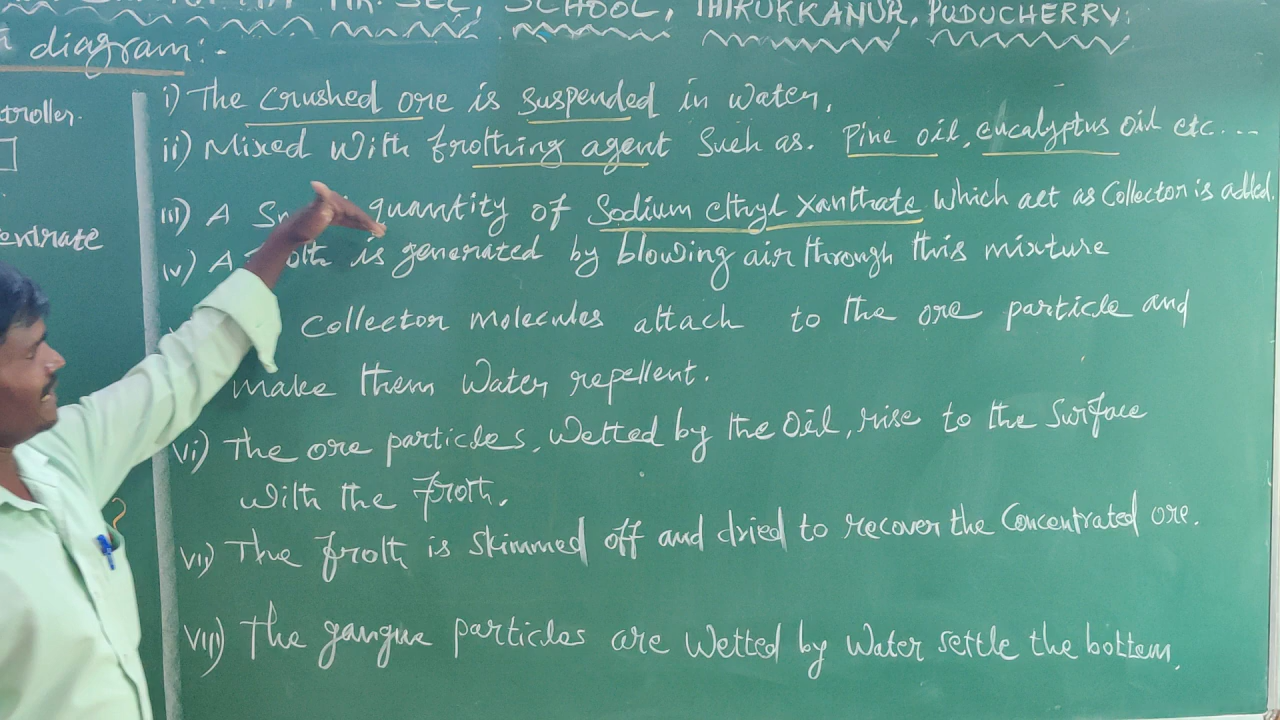 HR. SEC, SCHOOL, THIRUKKANUR, PUDUCHERRY.
diagram:-
troller.
entrate
i) The crushed ore is suspended in water.
ii) Mixed with frothing agent such as. Pine oil, eucalyptus oil etc....
iii) A quantity of Sodium ethyl Xanthate which act as Collector is added.
iv) A is generated by blowing air through this mixture
Collector molecules attach to the ore particle and
make them water repellent.
vi) The ore particles, wetted by the oil, rise to the surface
with the froth.
vii) The froth is skimmed off and dried to recover the concentrated ore.
viii) The gangue particles are wetted by water settle the bottom.